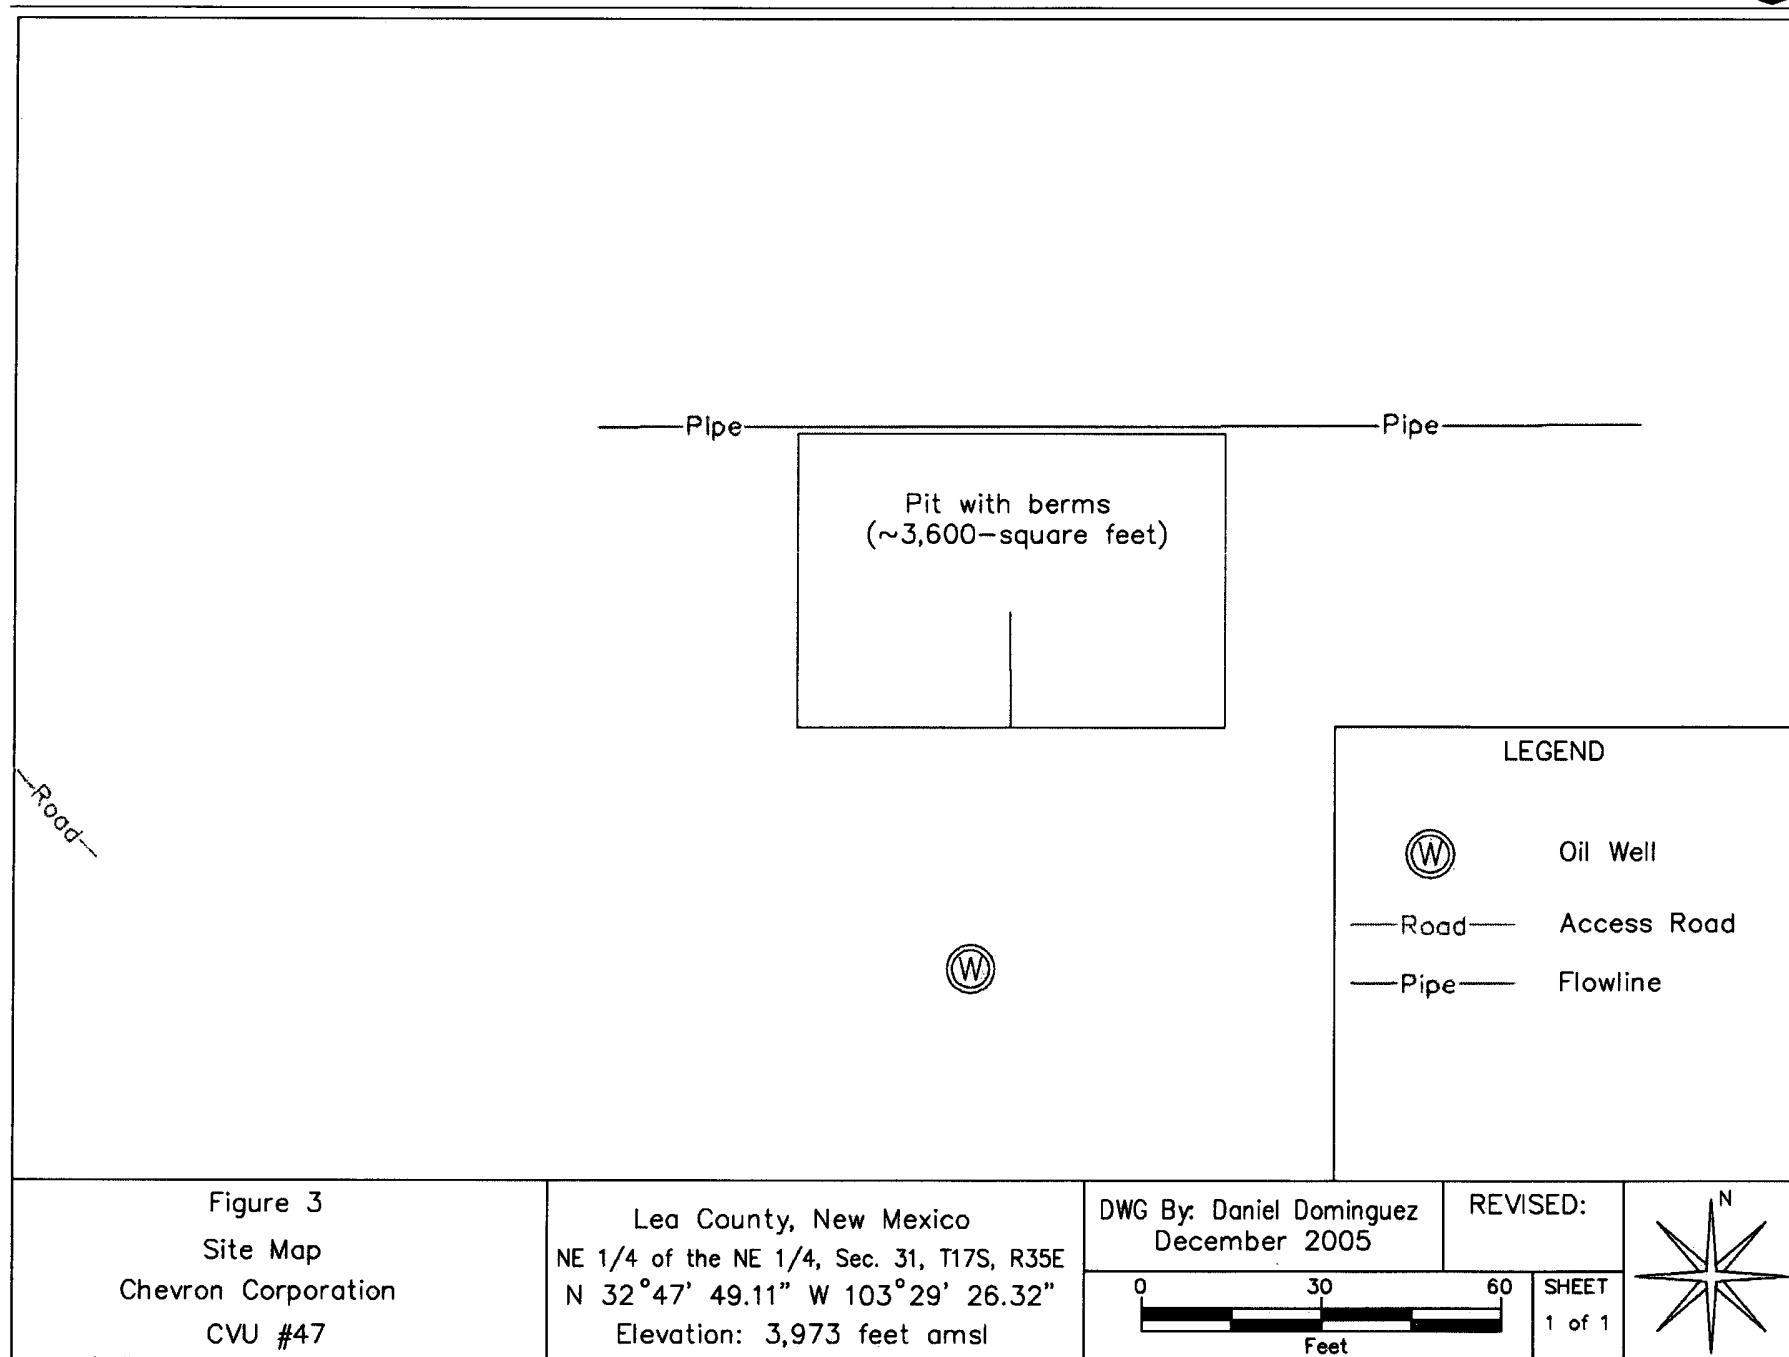 Pipe
Pipe
Pit with berms
(~3,600-square feet)
Road
W
LEGEND
W Oil Well
Road Access Road
Pipe Flowline
Figure 3
Site Map
Chevron Corporation
CVU #47
Lea County, New Mexico
NE 1/4 of the NE 1/4, Sec. 31, T17S, R35E
N 32°47' 49.11" W 103°29' 26.32"
Elevation: 3,973 feet amsl
DWG By: Daniel Dominguez
December 2005
REVISED:
0 30 60
Feet
SHEET
1 of 1
N